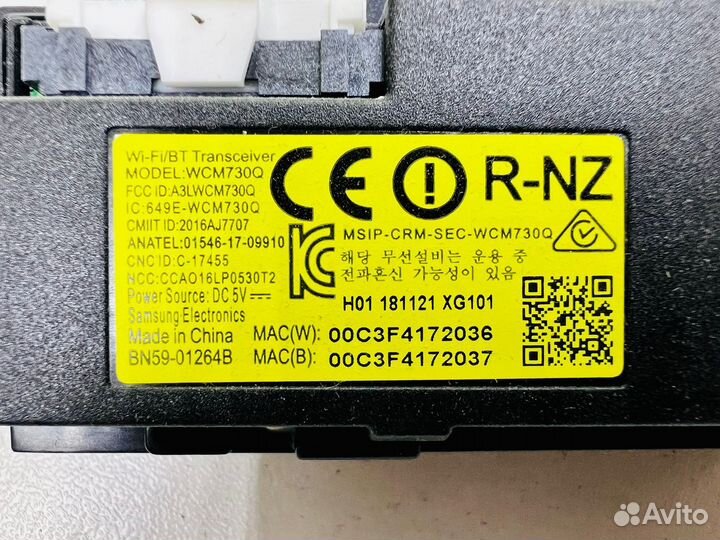 Wi-Fi/BT Transceiver
MODEL:WCM730Q
FCC ID:A3LWCM730Q
IC:649E-WCM730Q
CMIIT ID:2016AJ7707
ANATEL:01546-17-09910
CNC ID:C-17455
NCC:CCAO16LP0530T2
Power Source: DC 5V
Samsung Electronics
Made in China
BN59-01264B
CE
R-NZ
KC
MSIP-CRM-SEC-WCM730Q
해당 무선설비는 운용 중
전파혼신 가능성이 있음
H01 181121 XG101
MAC(W): 00C3F4172036
MAC(B): 00C3F4172037
Avito